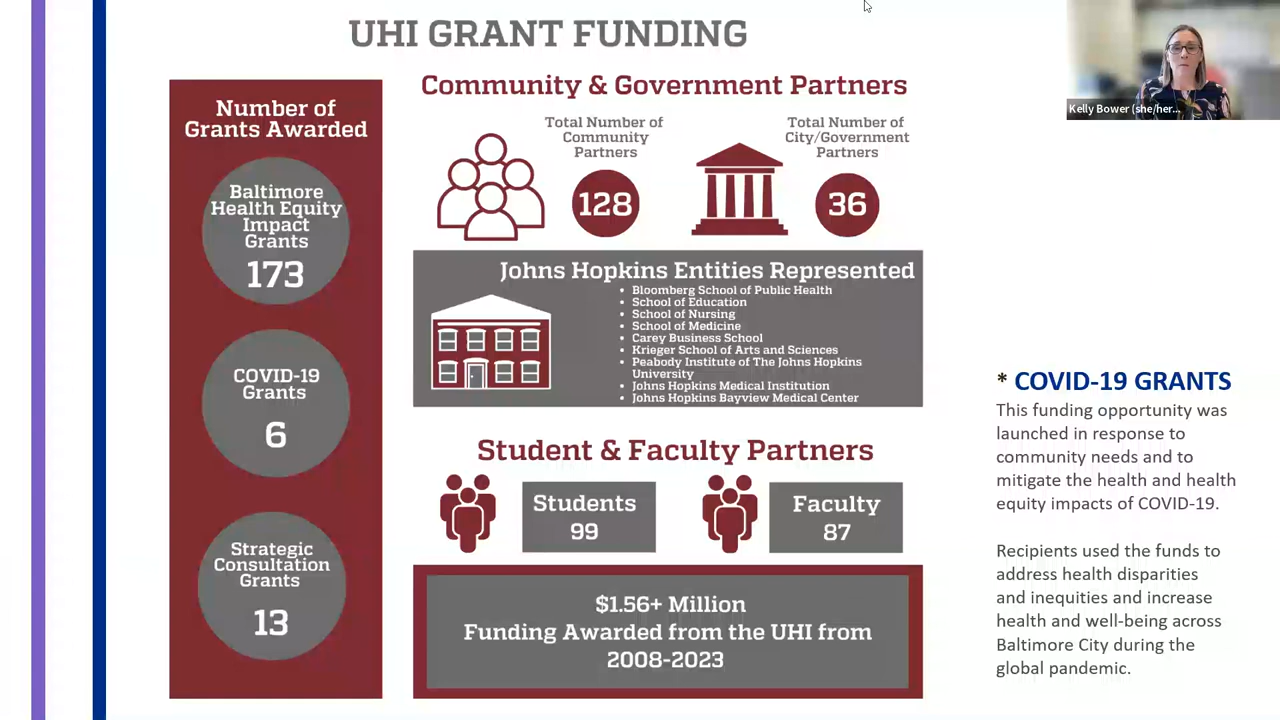 UHI GRANT FUNDING
Number of
Grants Awarded
Baltimore
Health Equity
Impact
Grants
173
COVID-19
Grants
6
Strategic
Consultation
Grants
13
Community & Government Partners
Total Number of
Community
Partners
128
Total Number of
City/Government
Partners
36
Johns Hopkins Entities Represented
• Bloomberg School of Public Health
• School of Education
• School of Nursing
• School of Medicine
• Carey Business School
• Krieger School of Arts and Sciences
• Peabody Institute of The Johns Hopkins
University
• Johns Hopkins Medical Institution
• Johns Hopkins Bayview Medical Center
Student & Faculty Partners
Students
99
Faculty
87
$1.56+ Million
Funding Awarded from the UHI from
2008-2023
Kelly Bower (she/her...
* COVID-19 GRANTS
This funding opportunity was
launched in response to
community needs and to
mitigate the health and health
equity impacts of COVID-19.
Recipients used the funds to
address health disparities
and inequities and increase
health and well-being across
Baltimore City during the
global pandemic.